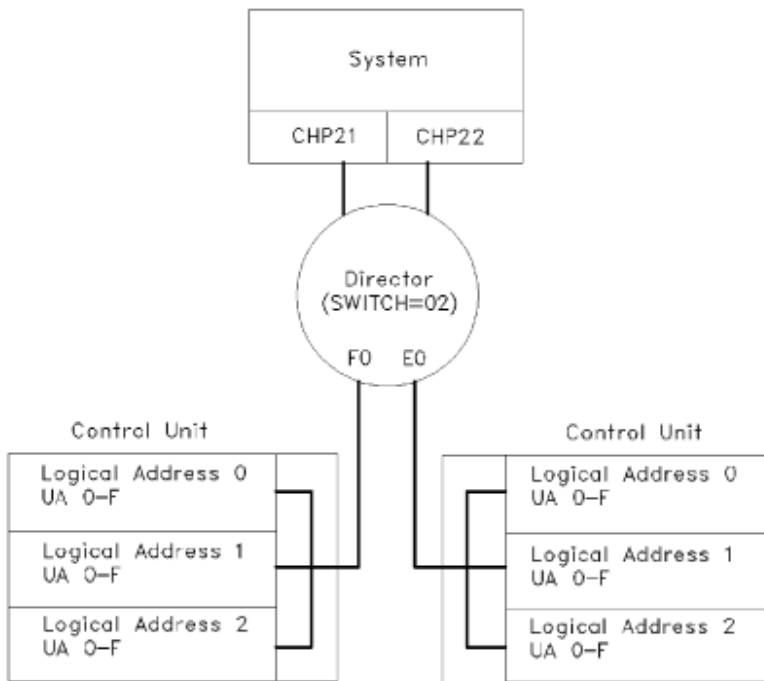 System
CHP21
CHP22
Director
(SWITCH=02)
F0
E0
Control Unit
Logical Address 0
UA 0-F
Logical Address 1
UA 0-F
Logical Address 2
UA 0-F
Control Unit
Logical Address 0
UA 0-F
Logical Address 1
UA 0-F
Logical Address 2
UA 0-F